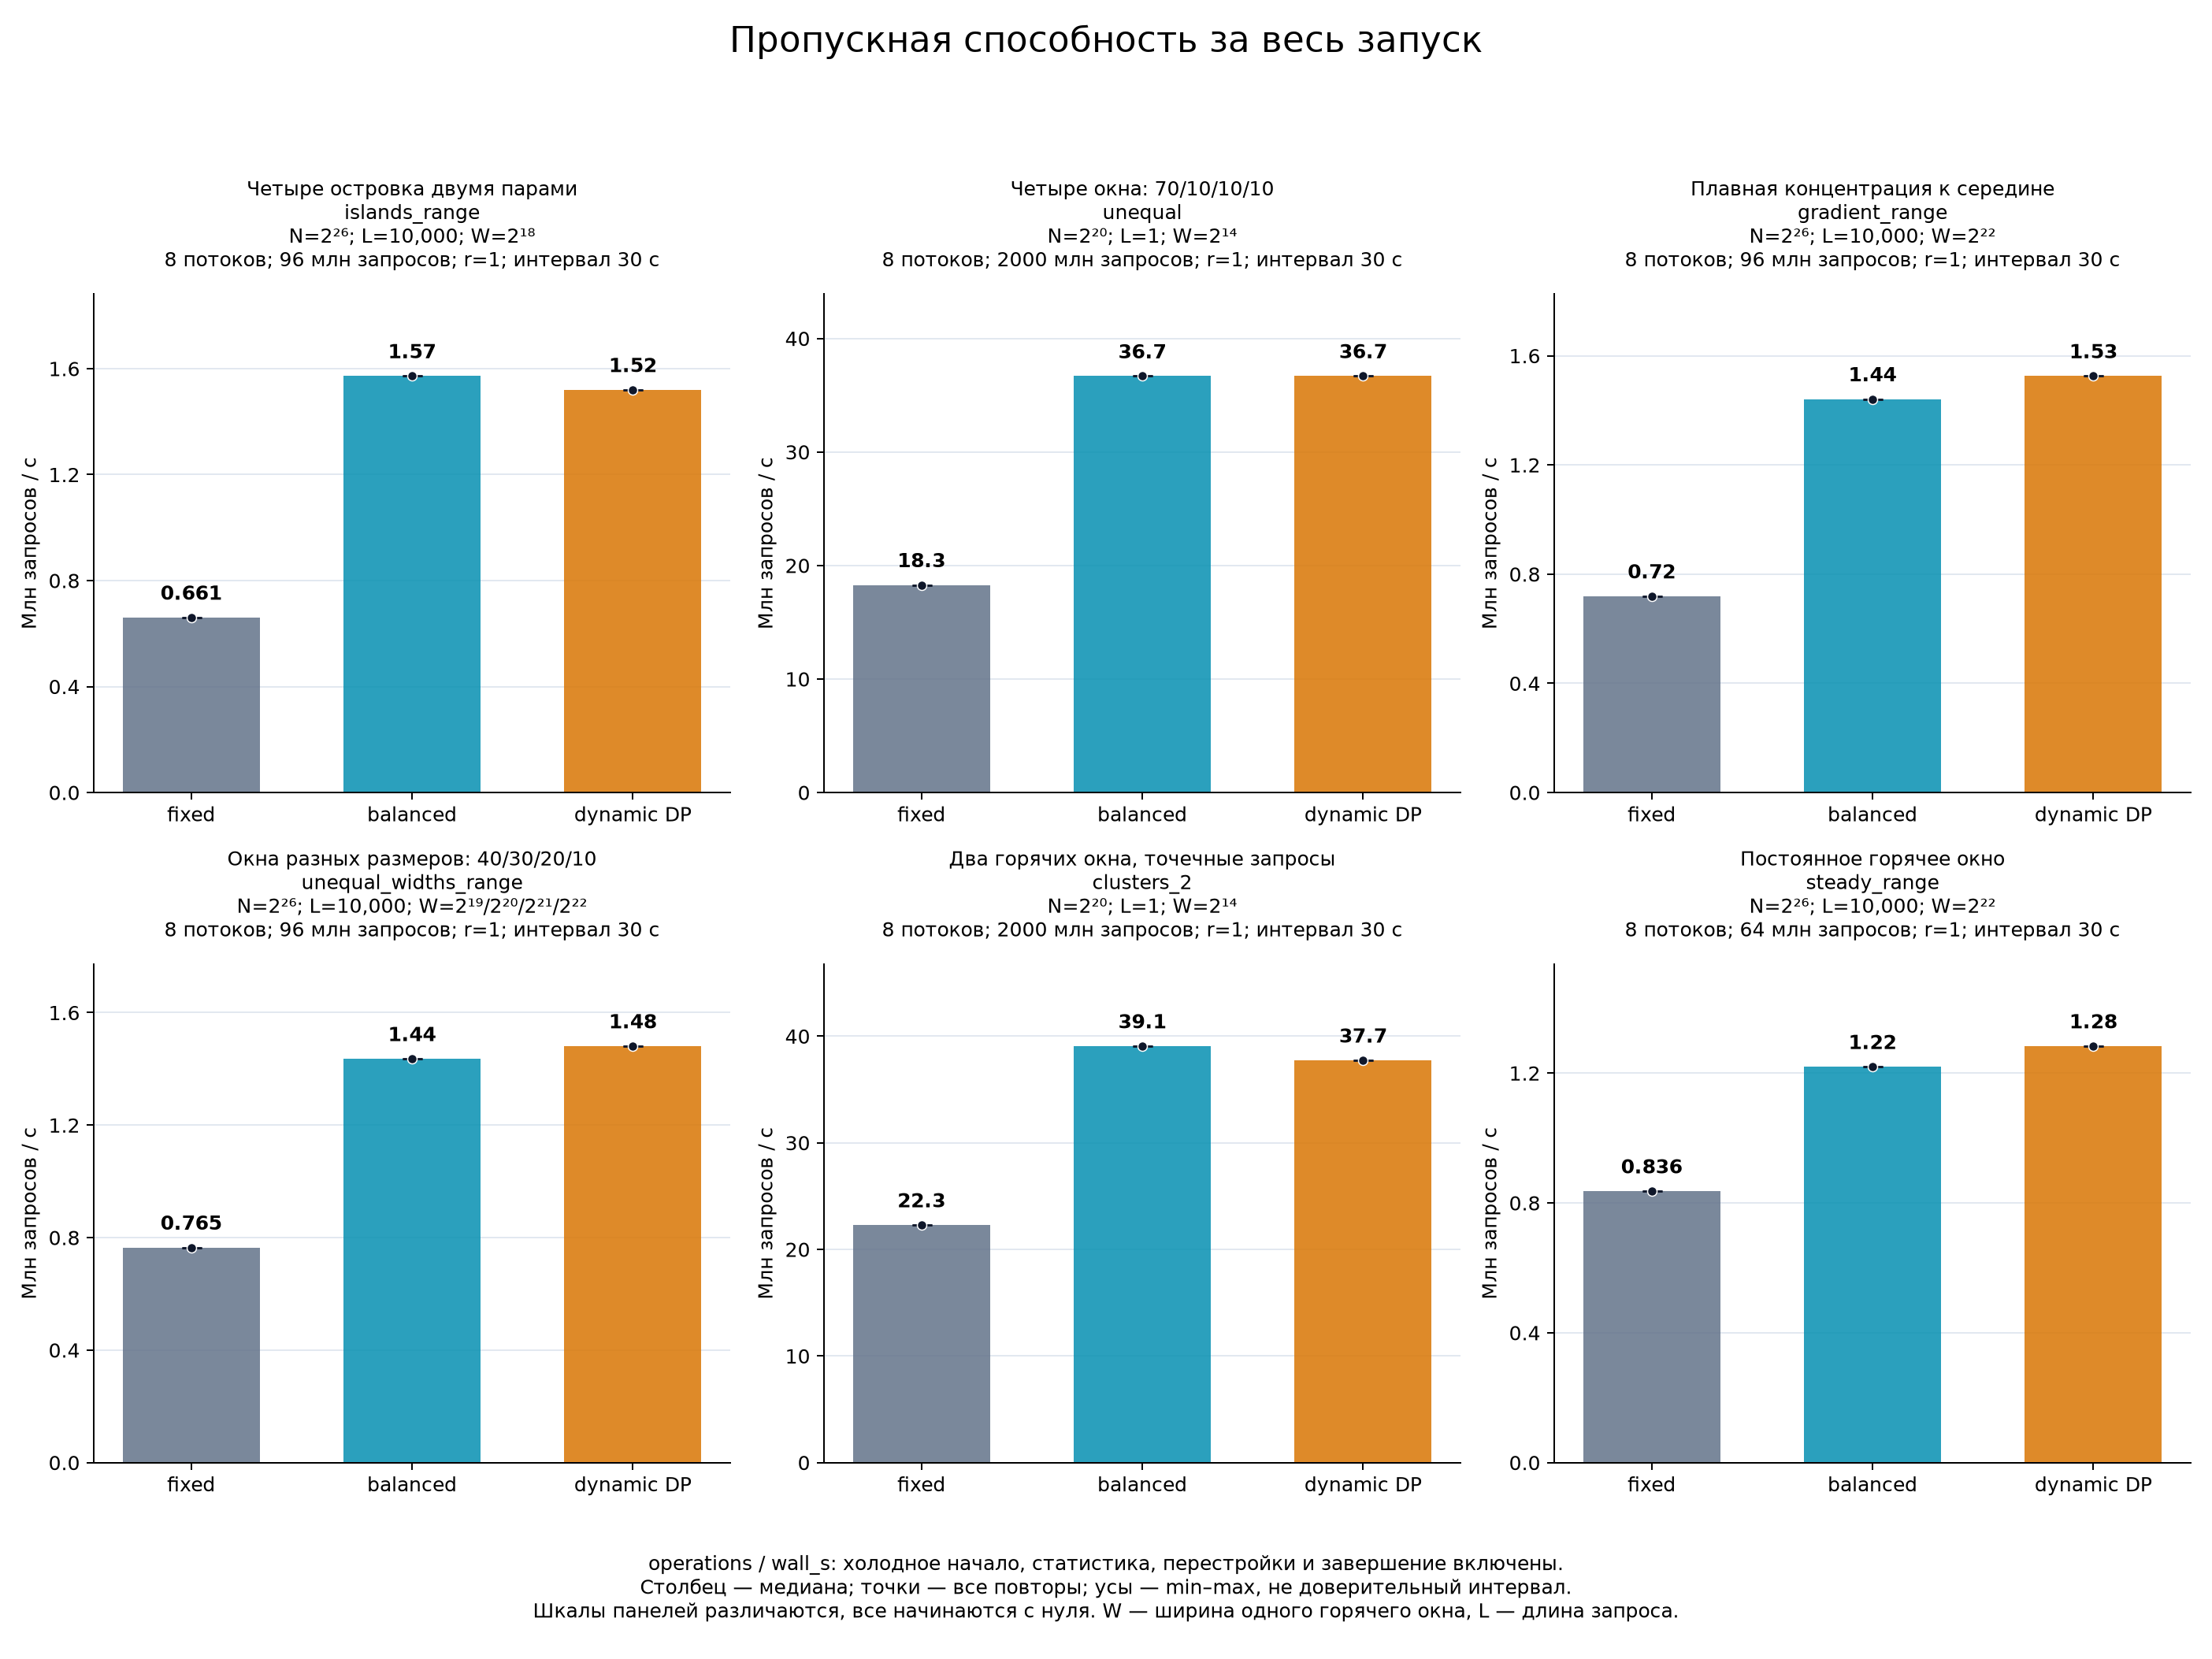 Пропускная способность за весь запуск
Четыре островка двумя парами
islands_range
N=2²⁶; L=10,000; W=2¹⁸
8 потоков; 96 млн запросов; r=1; интервал 30 с
Млн запросов / с
1.6
1.2
0.8
0.4
0.0
0.661
1.57
1.52
fixed
balanced
dynamic DP
Четыре окна: 70/10/10/10
unequal
N=2²⁰; L=1; W=2¹⁴
8 потоков; 2000 млн запросов; r=1; интервал 30 с
Млн запросов / с
40
30
20
10
0
18.3
36.7
36.7
fixed
balanced
dynamic DP
Плавная концентрация к середине
gradient_range
N=2²⁶; L=10,000; W=2²²
8 потоков; 96 млн запросов; r=1; интервал 30 с
Млн запросов / с
1.6
1.2
0.8
0.4
0.0
0.72
1.44
1.53
fixed
balanced
dynamic DP
Окна разных размеров: 40/30/20/10
unequal_widths_range
N=2²⁶; L=10,000; W=2¹⁹/2²⁰/2²¹/2²²
8 потоков; 96 млн запросов; r=1; интервал 30 с
Млн запросов / с
1.6
1.2
0.8
0.4
0.0
0.765
1.44
1.48
fixed
balanced
dynamic DP
Два горячих окна, точечные запросы
clusters_2
N=2²⁰; L=1; W=2¹⁴
8 потоков; 2000 млн запросов; r=1; интервал 30 с
Млн запросов / с
40
30
20
10
0
22.3
39.1
37.7
fixed
balanced
dynamic DP
Постоянное горячее окно
steady_range
N=2²⁶; L=10,000; W=2²²
8 потоков; 64 млн запросов; r=1; интервал 30 с
Млн запросов / с
1.2
0.8
0.4
0.0
0.836
1.22
1.28
fixed
balanced
dynamic DP
operations / wall_s: холодное начало, статистика, перестройки и завершение включены.
Столбец — медиана; точки — все повторы; усы — min–max, не доверительный интервал.
Шкалы панелей различаются, все начинаются с нуля. W — ширина одного горячего окна, L — длина запроса.